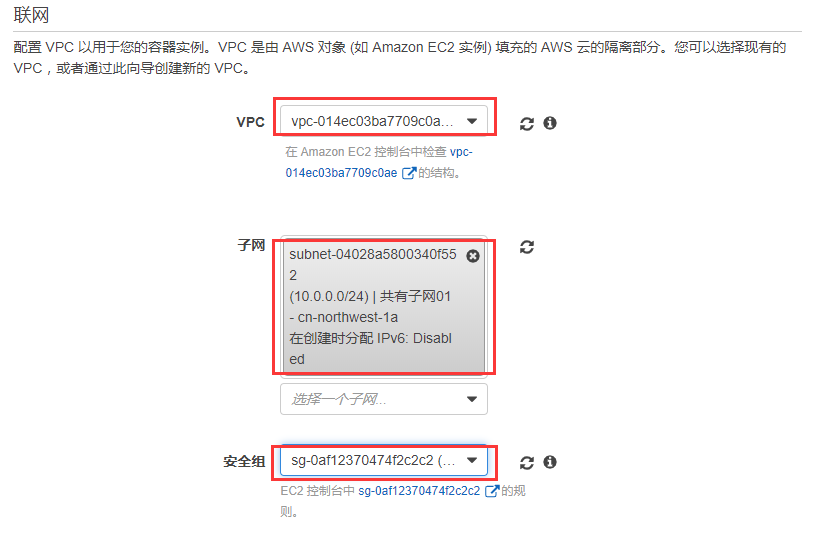 联网
配置 VPC 以用于您的容器实例。VPC 是由 AWS 对象 (如 Amazon EC2 实例) 填充的 AWS 云的隔离部分。您可以选择现有的
VPC，或者通过此向导创建新的 VPC。
VPC
vpc-014ec03ba7709c0a...
在 Amazon EC2 控制台中检查 vpc-
014ec03ba7709c0ae 的结构。
子网
subnet-04028a5800340f55
2
(10.0.0.0/24) | 共有子网01
- cn-northwest-1a
在创建时分配 IPv6: Disabl
ed
选择一个子网...
安全组
sg-0af12370474f2c2c2 (...
EC2 控制台中 sg-0af12370474f2c2c2 的规
则。